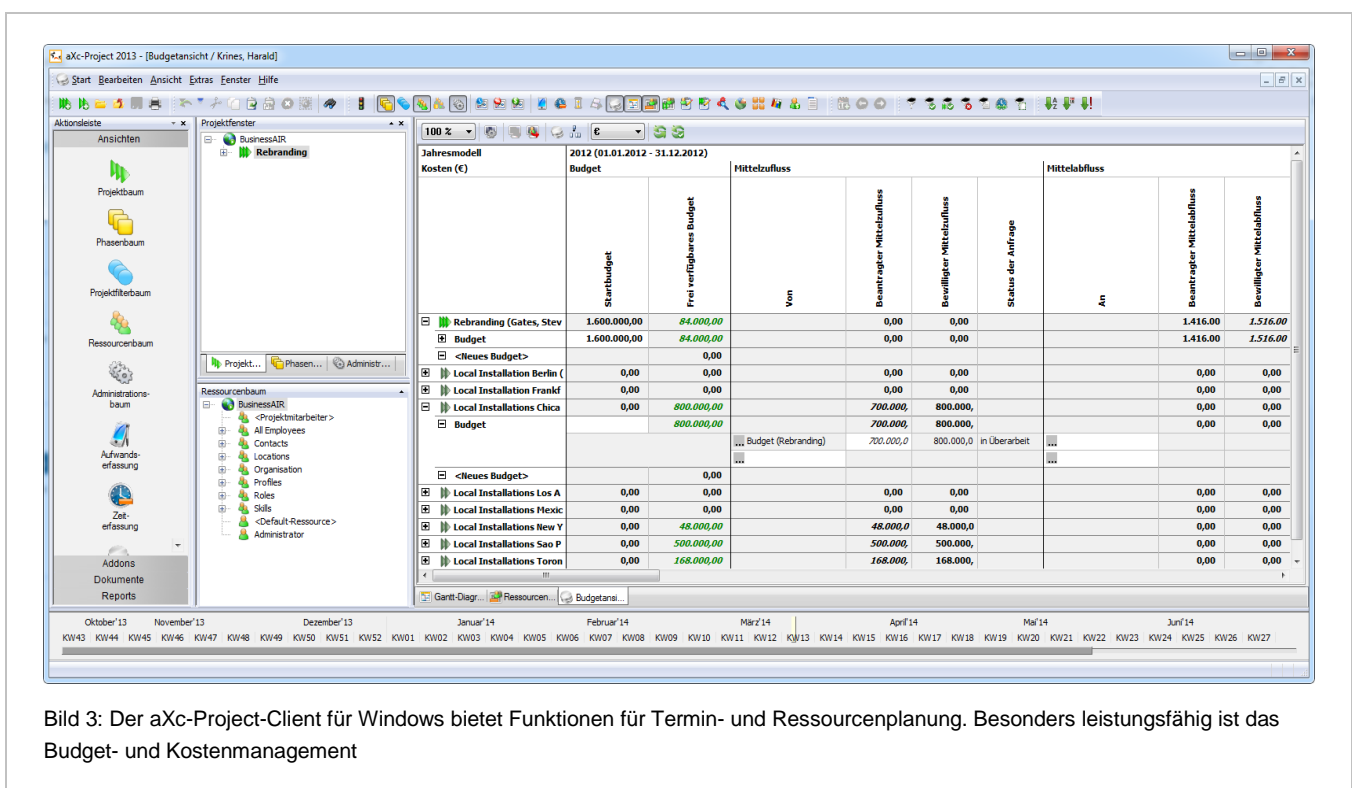 aXc-Project 2013 - [Budgetansicht / Krines, Harald]
Start Bearbeiten Ansicht Extras Fenster Hilfe
Aktionsleiste
Ansichten
Projektbaum
Phasenbaum
Projektfilterbaum
Ressourcenbaum
Administrations-
baum
Aufwands-
erfassung
Zeit-
erfassung
Addons
Dokumente
Reports
Projektfenster
BusinessAIR
Rebranding
Projekt... Phasen... Administr...
Ressourcenbaum
BusinessAIR
<Projektmitarbeiter>
All Employees
Contacts
Locations
Organisation
Profiles
Roles
Skills
<Default-Ressource>
Administrator
100 % €
Jahresmodell 2012 (01.01.2012 - 31.12.2012)
Kosten (€) Budget Mittelzufluss Mittelabfluss
Startbudget
Frei verfügbares Budget
Von
Beantragter Mittelzufluss
Bewilligter Mittelzufluss
Status der Anfrage
An
Beantragter Mittelabfluss
Bewilligter Mittelabfluss
Rebranding (Gates, Stev 1.600.000,00 84.000,00 0,00 0,00 1.416.00 1.516.00
Budget 1.600.000,00 84.000,00 0,00 0,00 1.416.00 1.516.00
<Neues Budget> 0,00
Local Installation Berlin ( 0,00 0,00 0,00 0,00 0,00 0,00
Local Installation Frankf 0,00 0,00 0,00 0,00 0,00 0,00
Local Installations Chica 0,00 800.000,00 700.000, 800.000, 0,00 0,00
Budget 800.000,00 700.000, 800.000, 0,00 0,00
... Budget (Rebranding) 700.000,0 800.000,0 in Überarbeit ...
... ...
<Neues Budget> 0,00
Local Installations Los A 0,00 0,00 0,00 0,00 0,00 0,00
Local Installations Mexic 0,00 0,00 0,00 0,00 0,00 0,00
Local Installations New Y 0,00 48.000,00 48.000,0 48.000,0 0,00 0,00
Local Installations Sao P 0,00 500.000,00 500.000, 500.000, 0,00 0,00
Local Installations Toron 0,00 168.000,00 168.000, 168.000, 0,00 0,00
Gantt-Diagr... Ressourcen... Budgetansi...
Oktober'13 November'13 Dezember'13 Januar'14 Februar'14 März'14 April'14 Mai'14 Juni'14
KW43 KW44 KW45 KW46 KW47 KW48 KW49 KW50 KW51 KW52 KW01 KW02 KW03 KW04 KW05 KW06 KW07 KW08 KW09 KW10 KW11 KW12 KW13 KW14 KW15 KW16 KW17 KW18 KW19 KW20 KW21 KW22 KW23 KW24 KW25 KW26 KW27
Bild 3: Der aXc-Project-Client für Windows bietet Funktionen für Termin- und Ressourcenplanung. Besonders leistungsfähig ist das
Budget- und Kostenmanagement